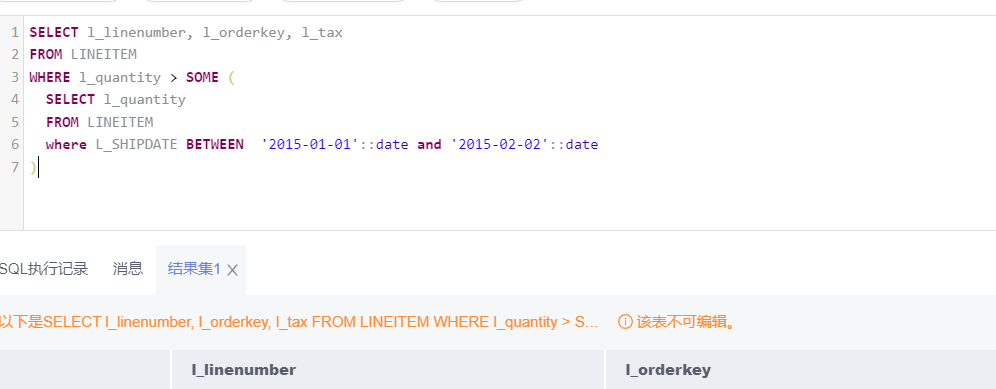 1 SELECT l_linenumber, l_orderkey, l_tax
2 FROM LINEITEM
3 WHERE l_quantity > SOME (
4 SELECT l_quantity
5 FROM LINEITEM
6 where L_SHIPDATE BETWEEN '2015-01-01'::date and '2015-02-02'::date
7 )
SQL执行记录 消息 结果集1
以下是SELECT l_linenumber, l_orderkey, l_tax FROM LINEITEM WHERE l_quantity > S... 该表不可编辑。
l_linenumber l_orderkey